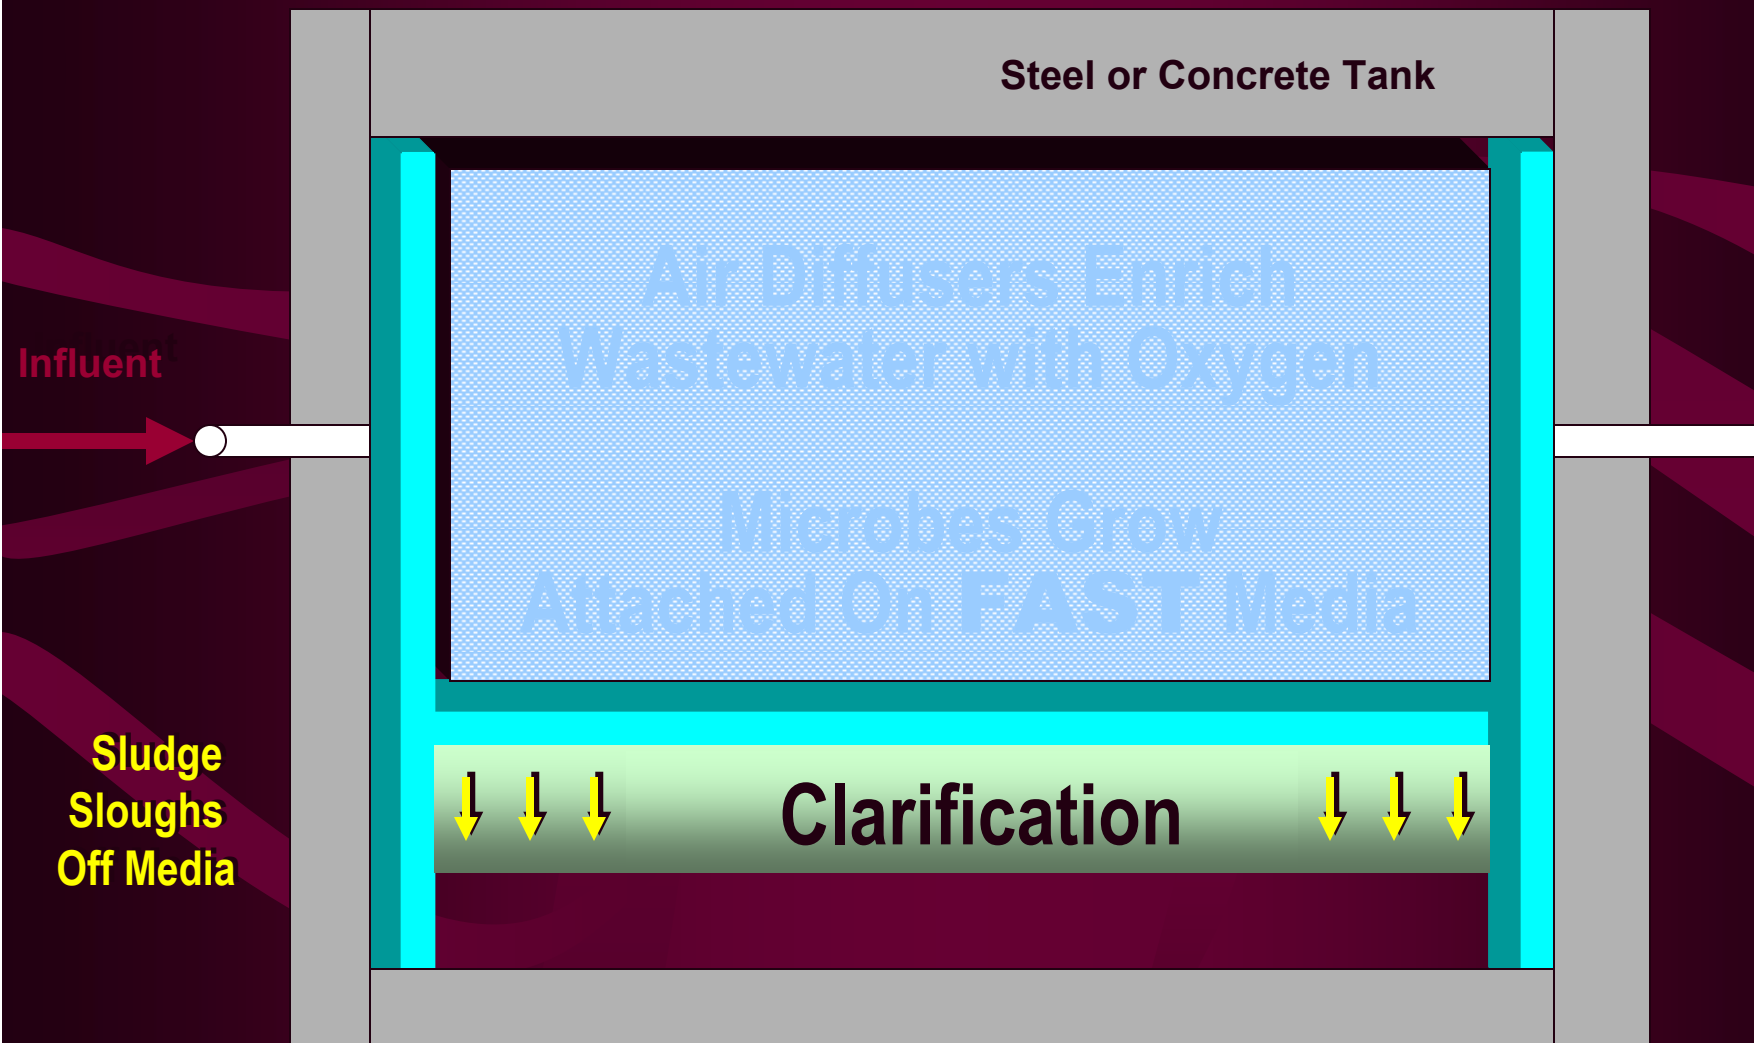 Steel or Concrete Tank
Air Diffusers Enrich
Wastewater with Oxygen
Influent
Microbes Grow
Attached On FAST Media
Sludge
Sloughs
Off Media
Clarification